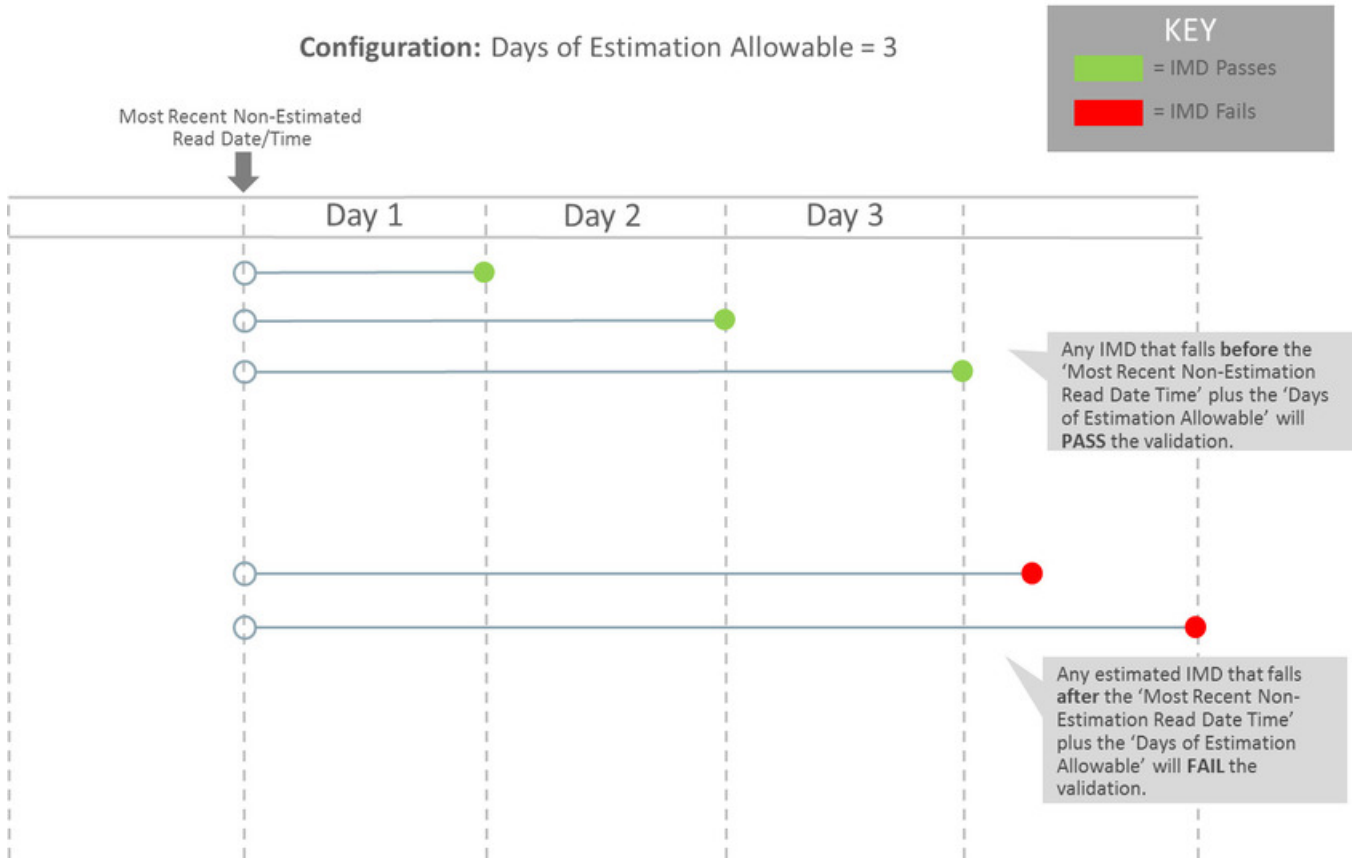 Configuration: Days of Estimation Allowable = 3
KEY
= IMD Passes
= IMD Fails
Most Recent Non-Estimated
Read Date/Time
Day 1
Day 2
Day 3
Any IMD that falls before the
‘Most Recent Non-Estimation
Read Date Time’ plus the ‘Days
of Estimation Allowable’ will
PASS the validation.
Any estimated IMD that falls
after the ‘Most Recent Non-
Estimation Read Date Time’
plus the ‘Days of Estimation
Allowable’ will FAIL the
validation.